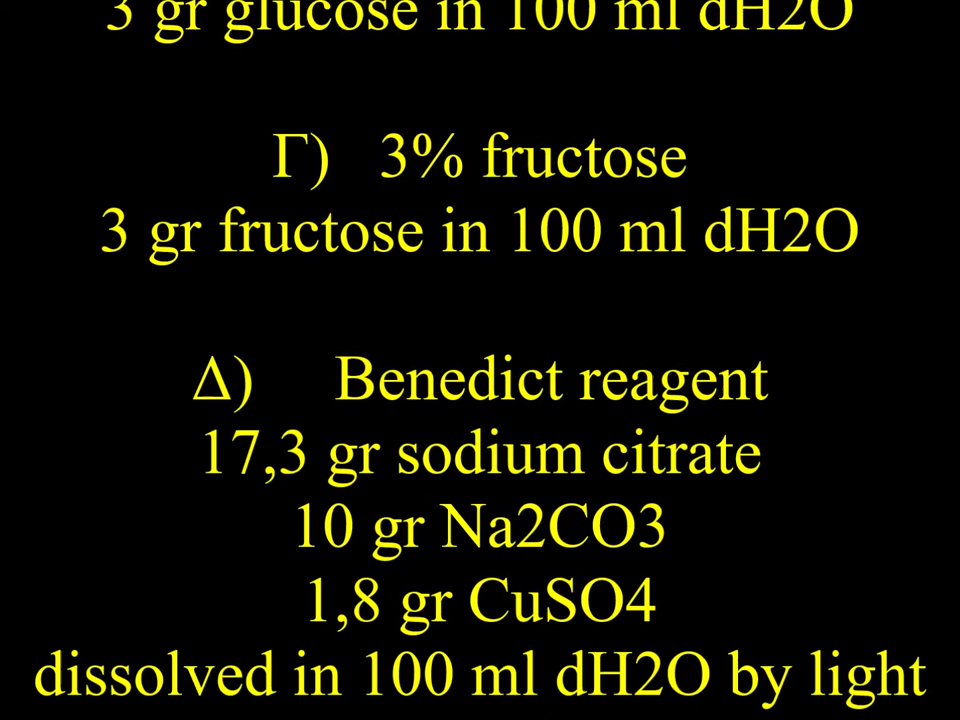 3 gr glucose in 100 ml dH2O
Γ) 3% fructose
3 gr fructose in 100 ml dH2O
Δ) Benedict reagent
17,3 gr sodium citrate
10 gr Na2CO3
1,8 gr CuSO4
dissolved in 100 ml dH2O by light